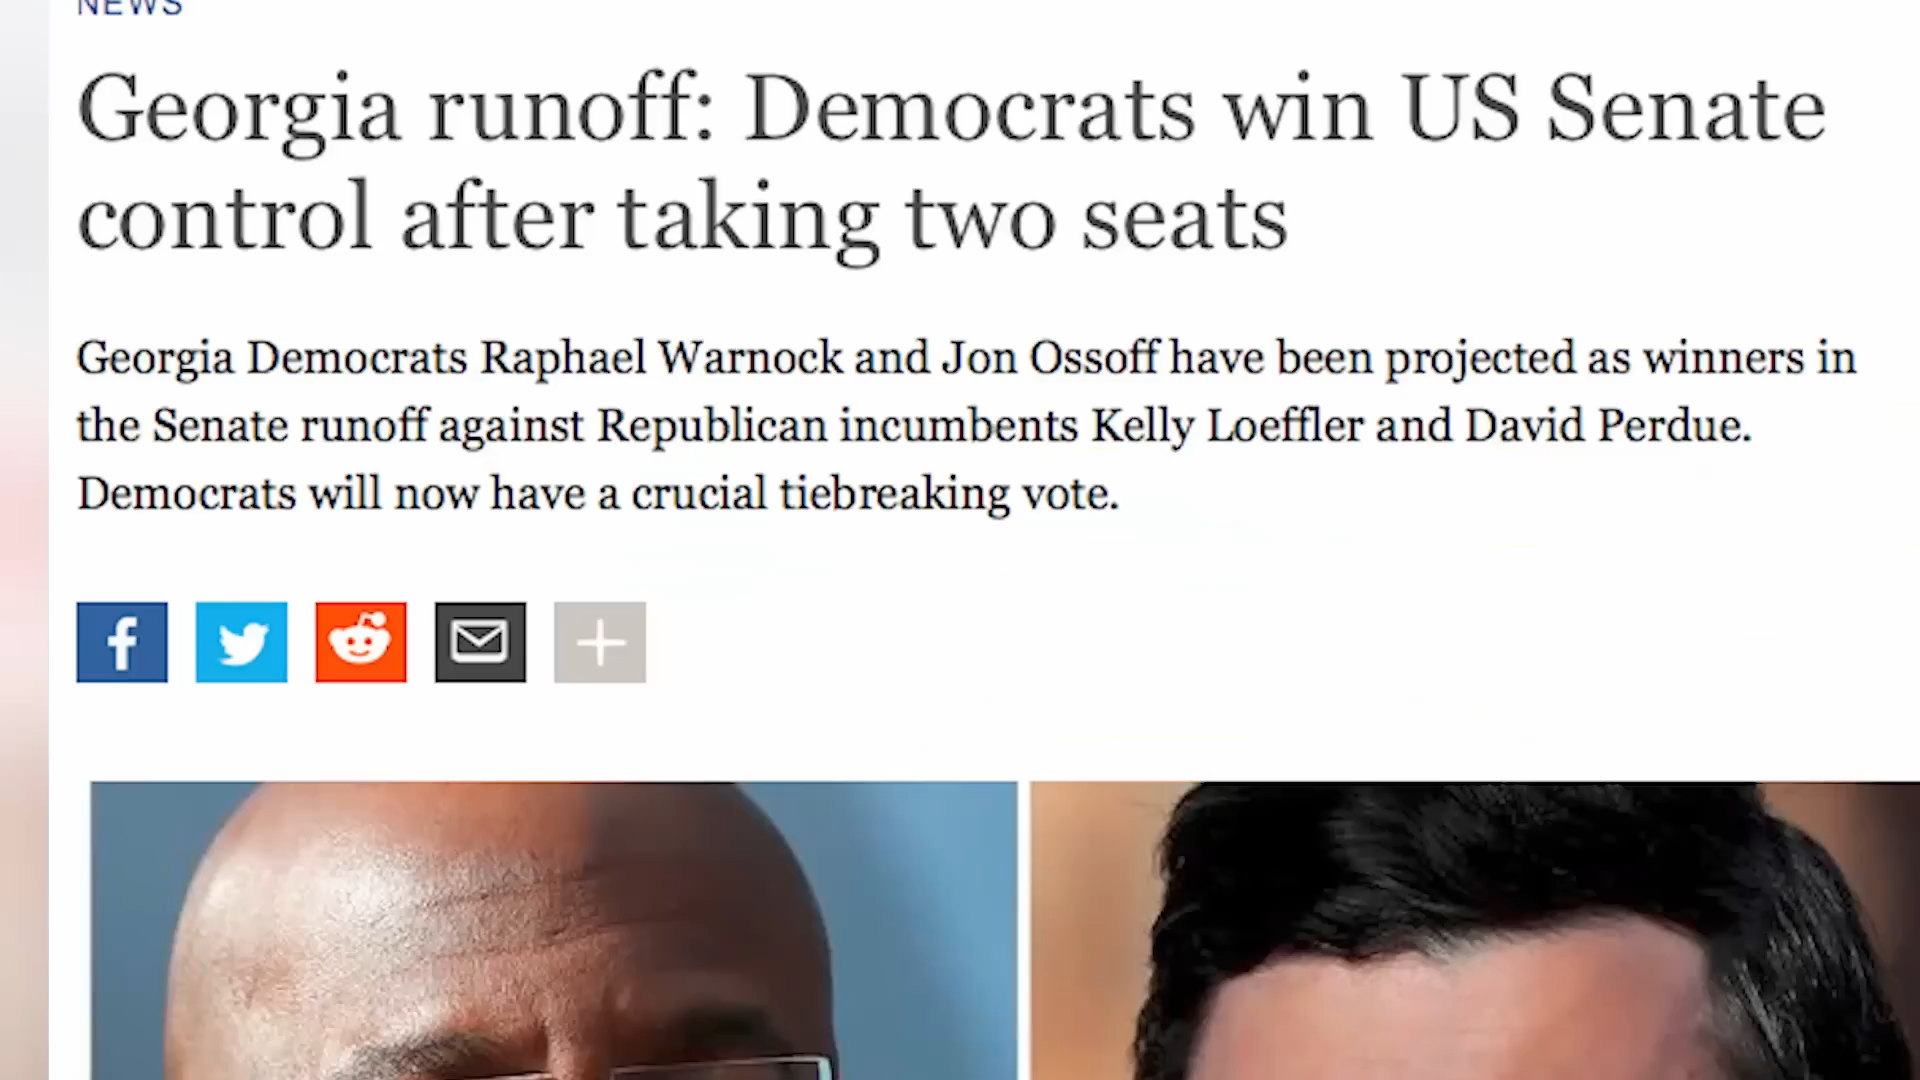 NEWS
Georgia runoff: Democrats win US Senate
control after taking two seats
Georgia Democrats Raphael Warnock and Jon Ossoff have been projected as winners in
the Senate runoff against Republican incumbents Kelly Loeffler and David Perdue.
Democrats will now have a crucial tiebreaking vote.